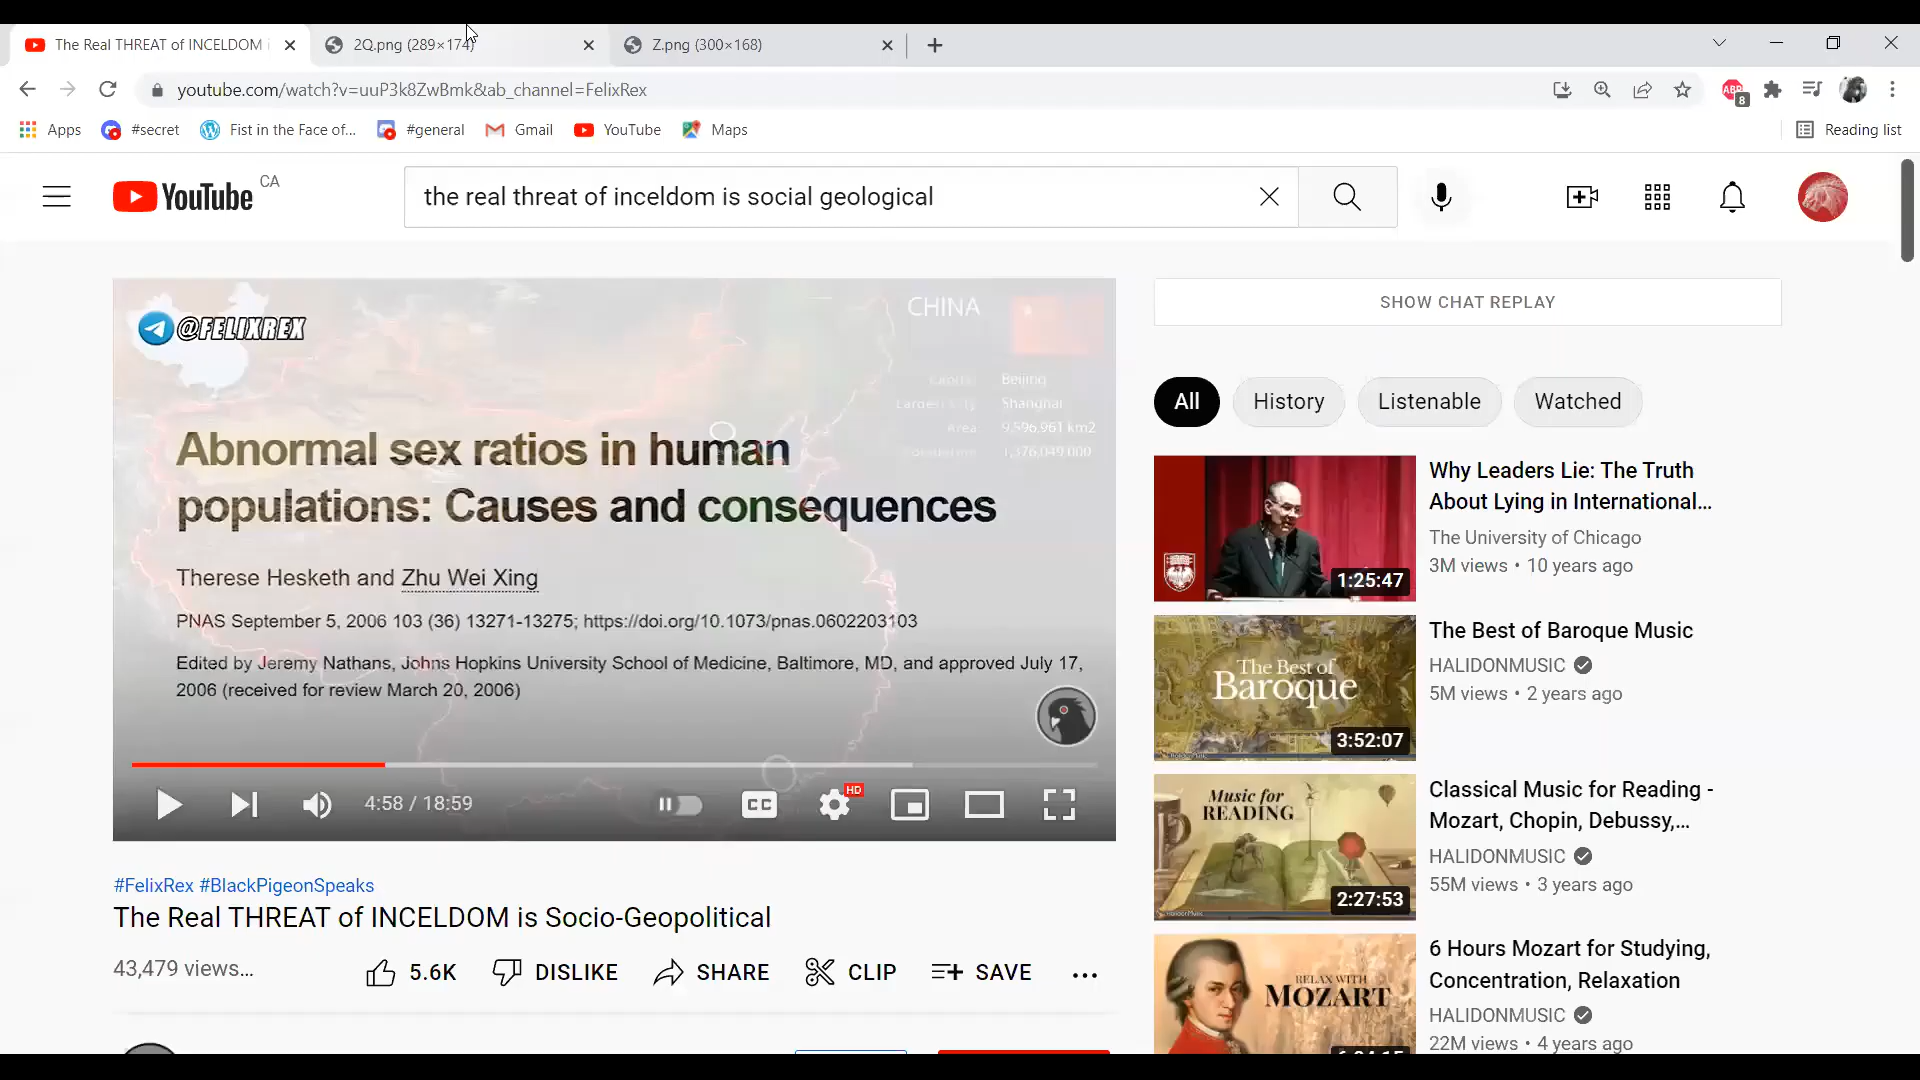 The Real THREAT of INCELDOM
2Q.png (289×174)
Z.png (300×168)
youtube.com/watch?v=uuP3k8ZwBmk&ab_channel=FelixRex
ABP
8
Apps
#secret
Fist in the Face of...
#general
Gmail
YouTube
Maps
Reading list
YouTube CA
the real threat of inceldom is social geological
@FELIXREX
CHINA
Beijing
Shanghai
Area: 9,596,961 km2
1,376,049,000
Abnormal sex ratios in human
populations: Causes and consequences
Therese Hesketh and Zhu Wei Xing
PNAS September 5, 2006 103 (36) 13271-13275; https://doi.org/10.1073/pnas.0602203103
Edited by Jeremy Nathans, Johns Hopkins University School of Medicine, Baltimore, MD, and approved July 17,
2006 (received for review March 20, 2006)
4:58 / 18:59
CC
HD
#FelixRex #BlackPigeonSpeaks
The Real THREAT of INCELDOM is Socio-Geopolitical
43,479 views...
5.6K
DISLIKE
SHARE
CLIP
SAVE
SHOW CHAT REPLAY
All
History
Listenable
Watched
1:25:47
Why Leaders Lie: The Truth
About Lying in International...
The University of Chicago
3M views • 10 years ago
The Best of
Baroque
3:52:07
The Best of Baroque Music
HALIDONMUSIC
5M views • 2 years ago
Music for
READING
2:27:53
Classical Music for Reading -
Mozart, Chopin, Debussy,...
HALIDONMUSIC
55M views • 3 years ago
RELAX WITH
MOZART
6 Hours Mozart for Studying,
Concentration, Relaxation
HALIDONMUSIC
22M views • 4 years ago